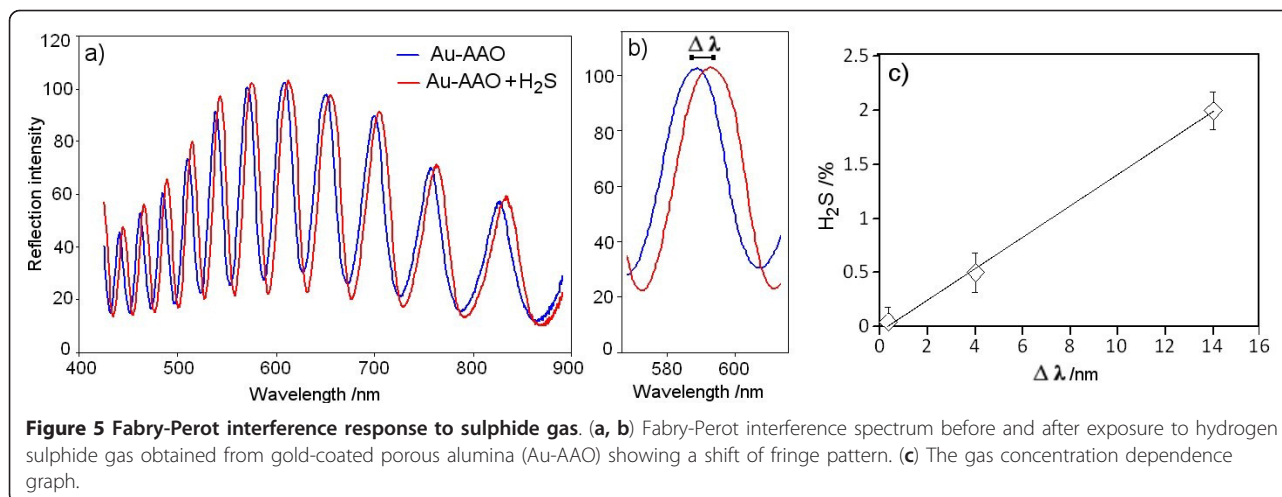 a)
Au-AAO
Au-AAO + H₂S
Reflection intensity
120
100
80
60
40
20
0
400 500 600 700 800 900
Wavelength /nm
b)
Δ λ
100
80
60
40
20
0
580 600
Wavelength /nm
c)
H₂S /%
2.5
2
1.5
1
0.5
0
0 2 4 6 8 10 12 14 16
Δ λ /nm
Figure 5 Fabry-Perot interference response to sulphide gas. (a, b) Fabry-Perot interference spectrum before and after exposure to hydrogen
sulphide gas obtained from gold-coated porous alumina (Au-AAO) showing a shift of fringe pattern. (c) The gas concentration dependence
graph.